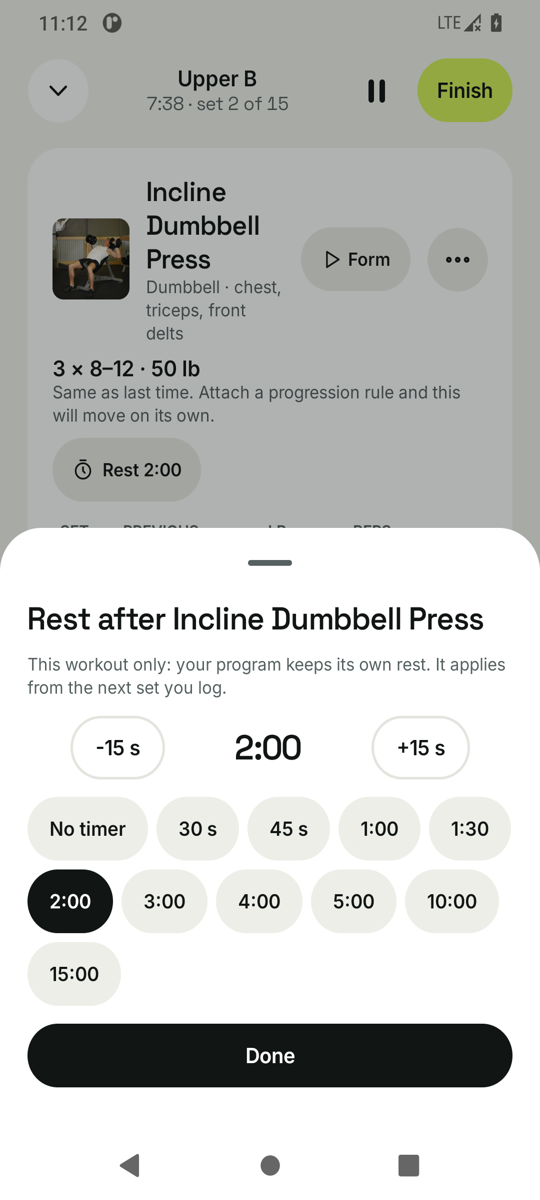 11:12
LTE
Upper B
7:38 · set 2 of 15
Finish
Incline
Dumbbell
Press
Form
Dumbbell · chest,
triceps, front
delts
3 × 8–12 · 50 lb
Same as last time. Attach a progression rule and this
will move on its own.
Rest 2:00
Rest after Incline Dumbbell Press
This workout only: your program keeps its own rest. It applies
from the next set you log.
-15 s
2:00
+15 s
No timer
30 s
45 s
1:00
1:30
2:00
3:00
4:00
5:00
10:00
15:00
Done